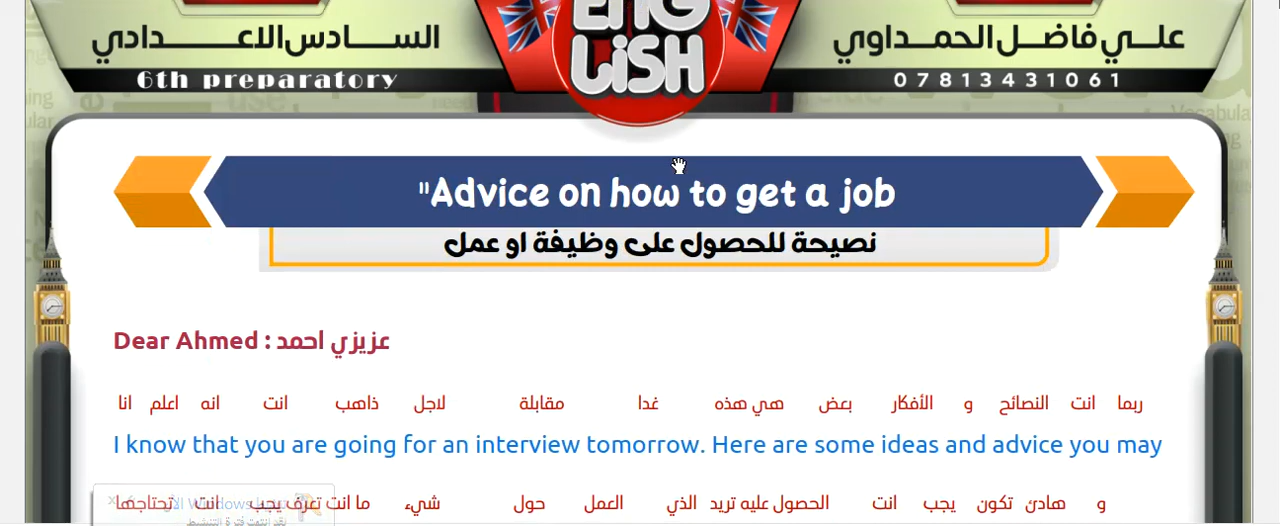 علي فاضل الحمداوي
07813431061
ENG
LiSH
السادس الاعدادي
6th preparatory
"Advice on how to get a job
نصيحة للحصول على وظيفة او عمل
Dear Ahmed : عزيزي احمد
انا اعلم انه انت ذاهب لاجل مقابلة غدا هي هذه بعض الأفكار و النصائح انت ربما
I know that you are going for an interview tomorrow. Here are some ideas and advice you may
تحتاجها انت يجب تعرف ما انت شيء حول العمل الذي تريد الحصول عليه انت يجب تكون هادئ و